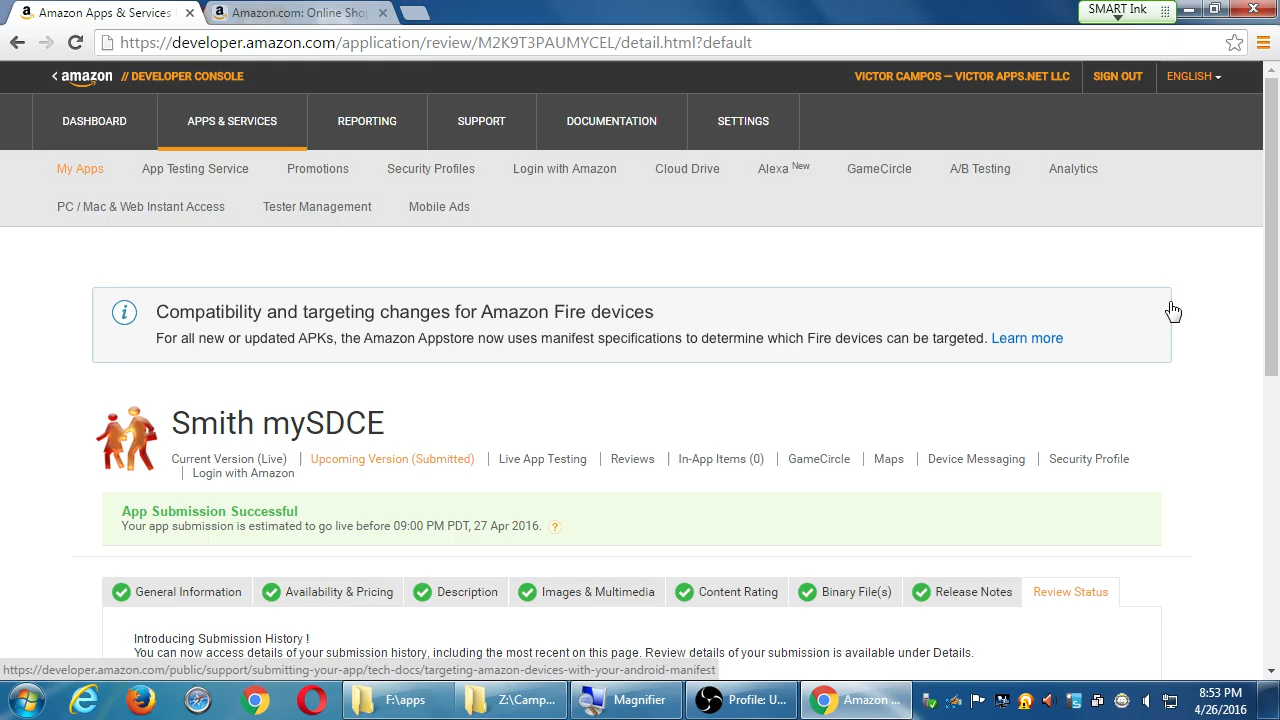 Amazon Apps & Services
Amazon.com: Online Shop
SMART Ink
https://developer.amazon.com/application/review/M2K9T3PAUMYCEL/detail.html?default
amazon // DEVELOPER CONSOLE
VICTOR CAMPOS — VICTOR APPS.NET LLC
SIGN OUT
ENGLISH
DASHBOARD
APPS & SERVICES
REPORTING
SUPPORT
DOCUMENTATION
SETTINGS
My Apps
App Testing Service
Promotions
Security Profiles
Login with Amazon
Cloud Drive
Alexa New
GameCircle
A/B Testing
Analytics
PC / Mac & Web Instant Access
Tester Management
Mobile Ads
Compatibility and targeting changes for Amazon Fire devices
For all new or updated APKs, the Amazon Appstore now uses manifest specifications to determine which Fire devices can be targeted. Learn more
Smith mySDCE
Current Version (Live)
Upcoming Version (Submitted)
Live App Testing
Reviews
In-App Items (0)
GameCircle
Maps
Device Messaging
Security Profile
Login with Amazon
App Submission Successful
Your app submission is estimated to go live before 09:00 PM PDT, 27 Apr 2016. ?
General Information
Availability & Pricing
Description
Images & Multimedia
Content Rating
Binary File(s)
Release Notes
Review Status
Introducing Submission History !
You can now access details of your submission history, including the most recent on this page. Review details of your submission is available under Details.
https://developer.amazon.com/public/support/submitting-your-app/tech-docs/targeting-amazon-devices-with-your-android-manifest
F:\apps
Z:\Camp...
Magnifier
Profile: U...
Amazon ...
8:53 PM
4/26/2016